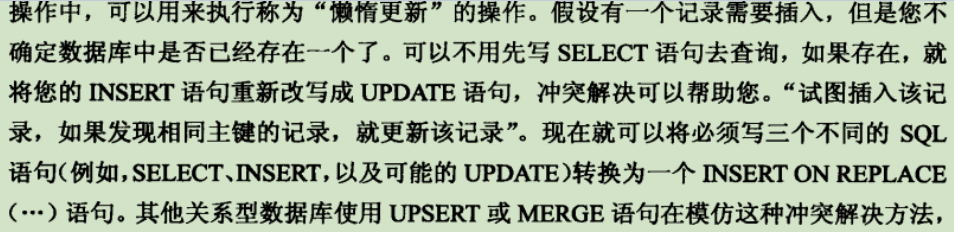 操作中，可以用来执行称为“懒惰更新”的操作。假设有一个记录需要插入，但是您不
确定数据库中是否已经存在一个了。可以不用先写 SELECT 语句去查询，如果存在，就
将您的 INSERT 语句重新改写成 UPDATE 语句，冲突解决可以帮助您。“试图插入该记
录，如果发现相同主键的记录，就更新该记录”。现在就可以将必须写三个不同的 SQL
语句(例如，SELECT、INSERT，以及可能的 UPDATE)转换为一个 INSERT ON REPLACE
(…) 语句。其他关系型数据库使用 UPSERT 或 MERGE 语句在模仿这种冲突解决方法，